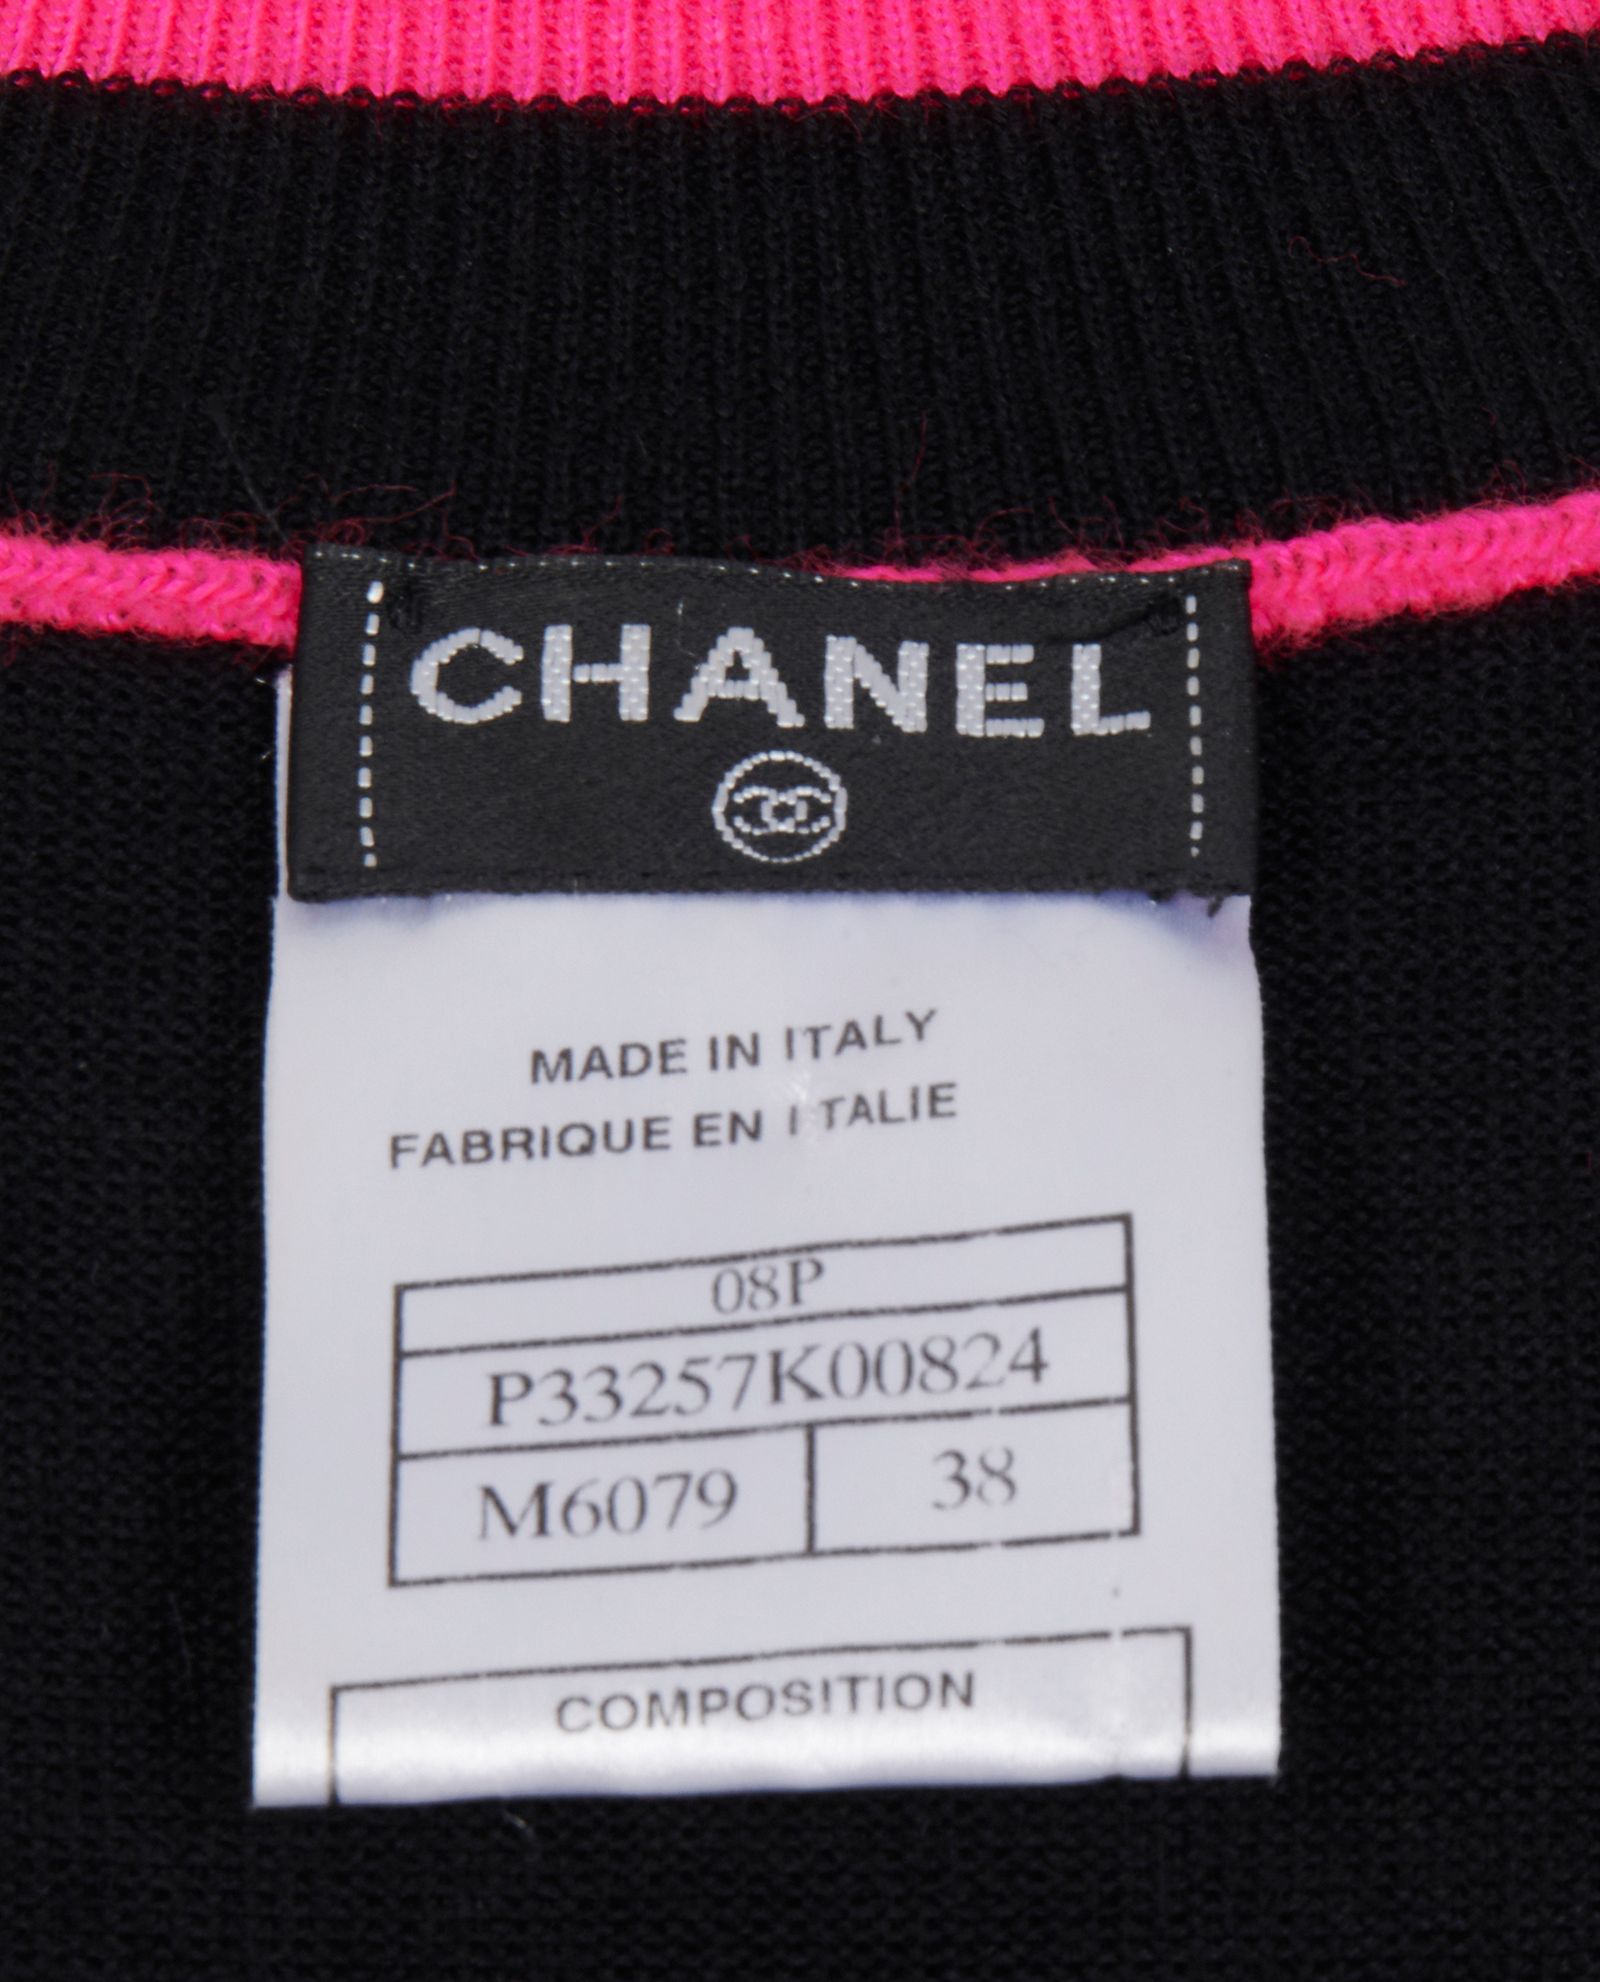 CHANEL
MADE IN ITALY
FABRIQUE EN ITALIE
08P
P33257K00824
M6079 38
COMPOSITION